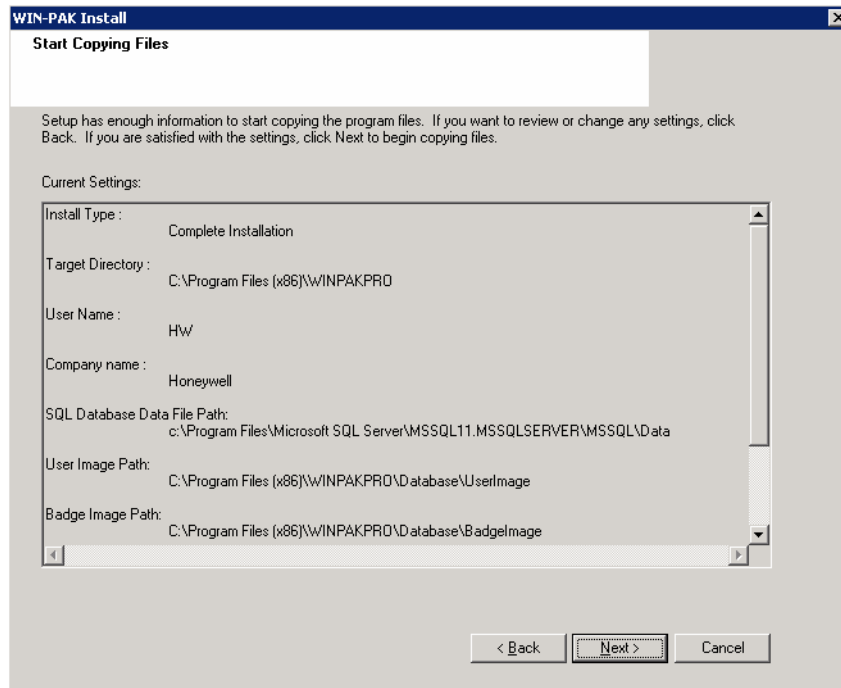 WIN-PAK Install
Start Copying Files
Setup has enough information to start copying the program files.  If you want to review or change any settings, click
Back.  If you are satisfied with the settings, click Next to begin copying files.
Current Settings:
Install Type :
Complete Installation
Target Directory :
C:\Program Files (x86)\WINPAKPRO
User Name :
HW
Company name :
Honeywell
SQL Database Data File Path:
c:\Program Files\Microsoft SQL Server\MSSQL11.MSSQLSERVER\MSSQL\Data
User Image Path:
C:\Program Files (x86)\WINPAKPRO\Database\UserImage
Badge Image Path:
C:\Program Files (x86)\WINPAKPRO\Database\BadgeImage
< Back
Next >
Cancel